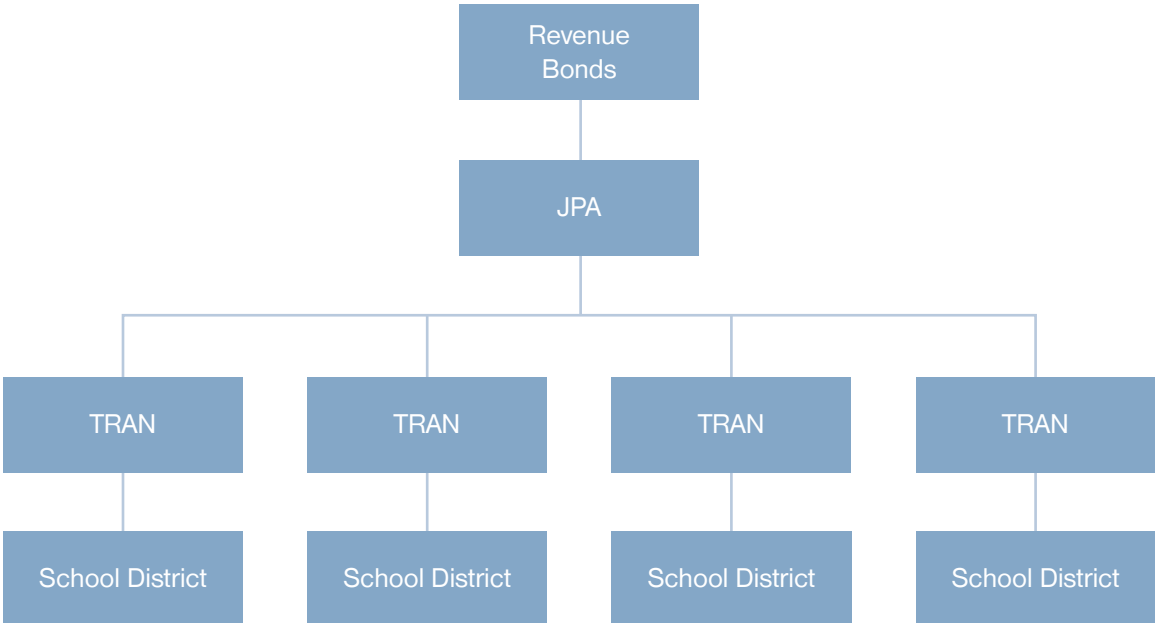 Revenue
Bonds
JPA
TRAN
TRAN
TRAN
TRAN
School District
School District
School District
School District